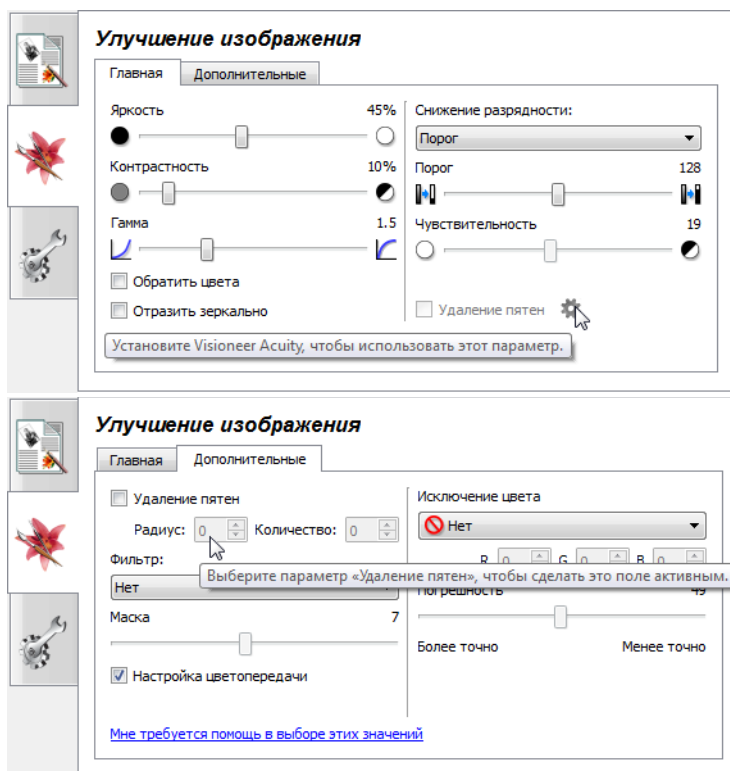 Улучшение изображения
Главная
Дополнительные
Яркость 45%
Контрастность 10%
Гамма 1.5
Обратить цвета
Отразить зеркально
Снижение разрядности:
Порог
Порог 128
Чувствительность 19
Удаление пятен
Установите Visioneer Acuity, чтобы использовать этот параметр.
Улучшение изображения
Главная
Дополнительные
Удаление пятен
Радиус: 0 Количество: 0
Фильтр:
Нет
Маска 7
Настройка цветопередачи
Исключение цвета
Нет
R 0 G 0 B 0
Выберите параметр «Удаление пятен», чтобы сделать это поле активным.
Погрешность 49
Более точно Менее точно
Мне требуется помощь в выборе этих значений